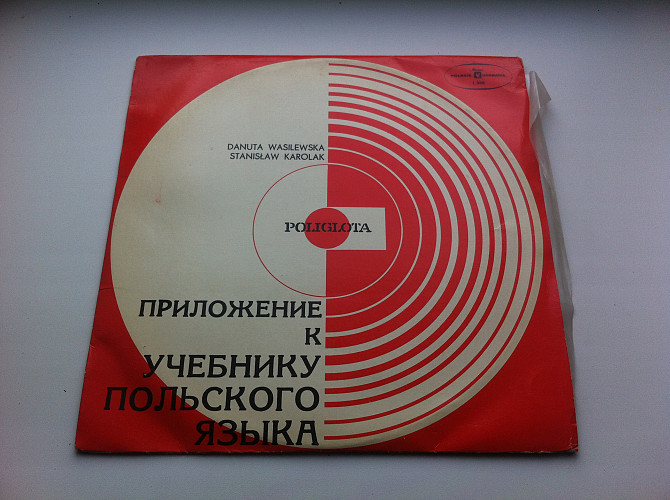 DANUTA WASILEWSKA
STANISŁAW KAROLAK
POLIGLOTA
ПРИЛОЖЕНИЕ
К
УЧЕБНИКУ
ПОЛЬСКОГО
ЯЗЫКА